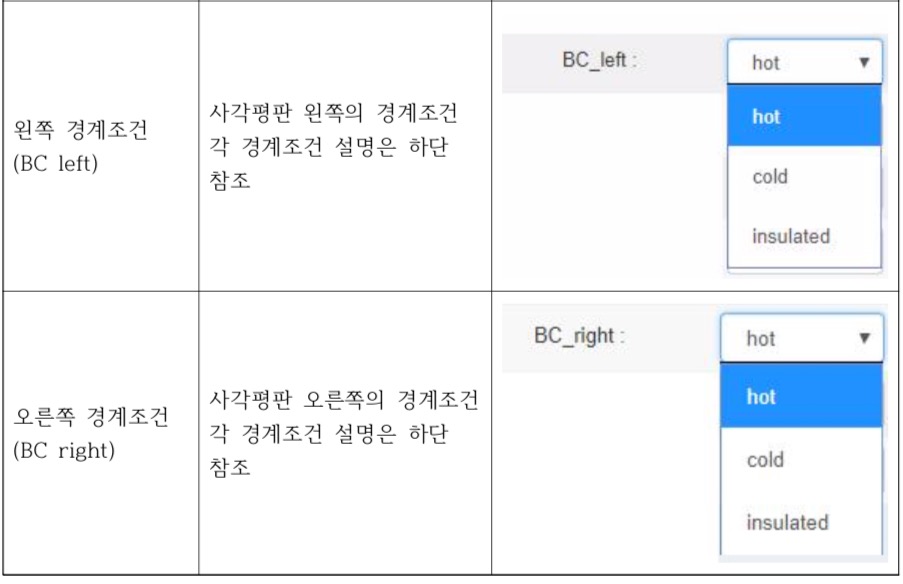 왼쪽 경계조건
(BC left)
사각평판 왼쪽의 경계조건
각 경계조건 설명은 하단
참조
BC_left :
hot
hot
cold
insulated
오른쪽 경계조건
(BC right)
사각평판 오른쪽의 경계조건
각 경계조건 설명은 하단
참조
BC_right :
hot
hot
cold
insulated